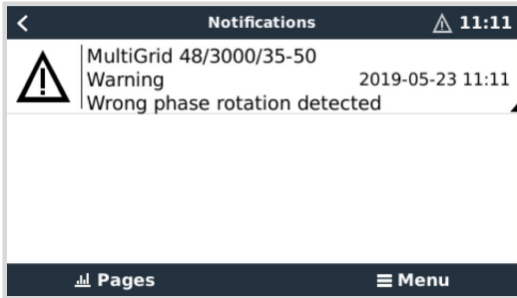 Notifications
11:11
MultiGrid 48/3000/35-50
Warning 2019-05-23 11:11
Wrong phase rotation detected
Pages
Menu